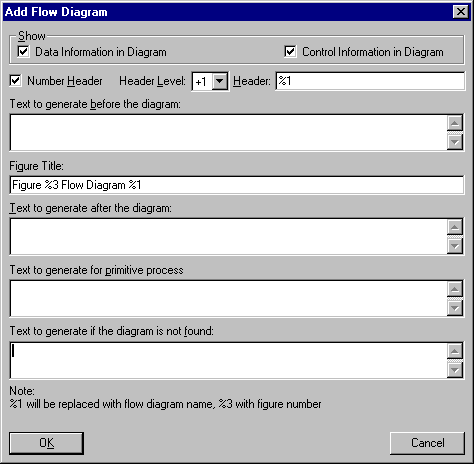 Add Flow Diagram
Show
Data Information in Diagram Control Information in Diagram
Number Header Header Level: +1 Header: %1
Text to generate before the diagram:
Figure Title:
Figure %3 Flow Diagram %1
Text to generate after the diagram:
Text to generate for primitive process
Text to generate if the diagram is not found:
Note:
%1 will be replaced with flow diagram name, %3 with figure number
OK Cancel